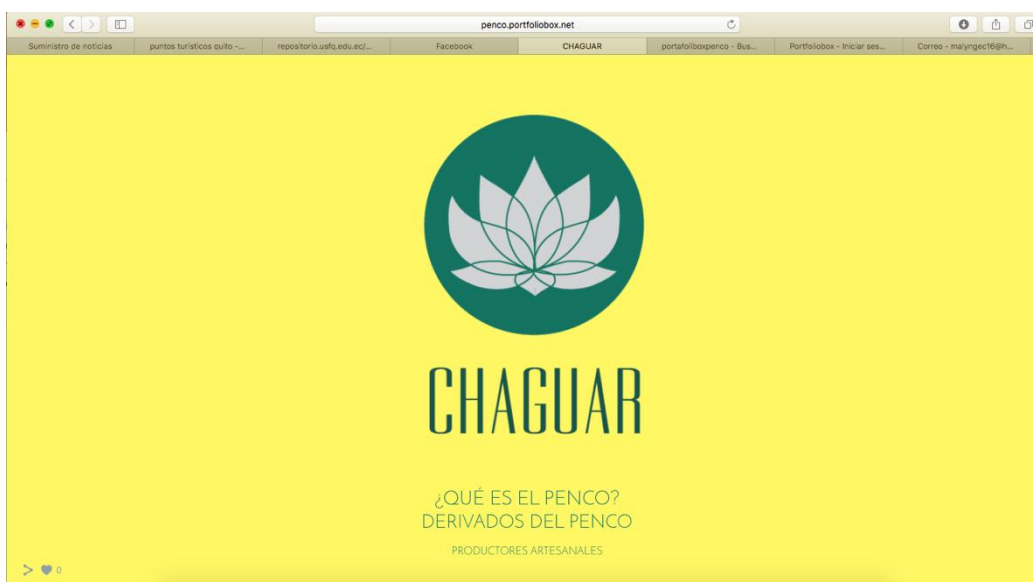 penco.portfoliobox.net
Suministro de noticias
puntos turisticos quito -...
repositorio.usfq.edu.ec/...
Facebook
CHAGUAR
portafoliboxpenco - Bus...
Portfoliobox - Iniciar ses...
Correo - malyngec16@h...
CHAGUAR
¿QUÉ ES EL PENCO?
DERIVADOS DEL PENCO
PRODUCTORES ARTESANALES
0